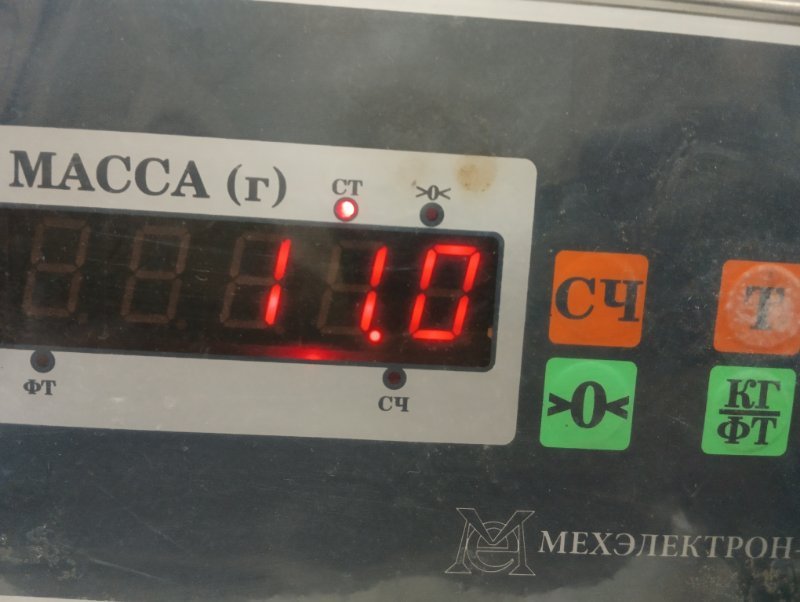 МАССА (г)
СТ
>0<
11.0
ФТ
СЧ
СЧ
Т
>0<
КГ
ФТ
МЕХЭЛЕКТРОН-